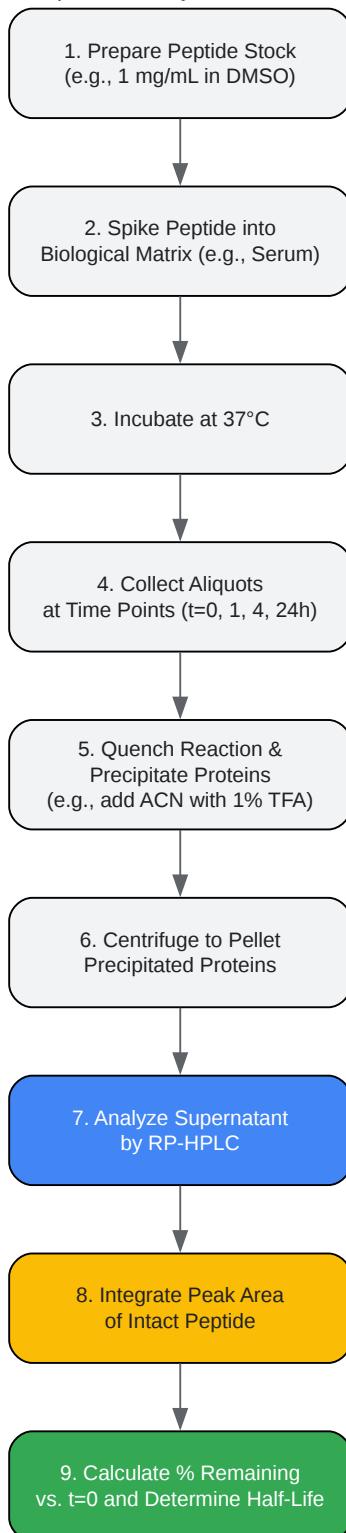 1. Prepare Peptide Stock
(e.g., 1 mg/mL in DMSO)
2. Spike Peptide into
Biological Matrix (e.g., Serum)
3. Incubate at 37°C
4. Collect Aliquots
at Time Points (t=0, 1, 4, 24h)
5. Quench Reaction &
Precipitate Proteins
(e.g., add ACN with 1% TFA)
6. Centrifuge to Pellet
Precipitated Proteins
7. Analyze Supernatant
by RP-HPLC
8. Integrate Peak Area
of Intact Peptide
9. Calculate % Remaining
vs. t=0 and Determine Half-Life